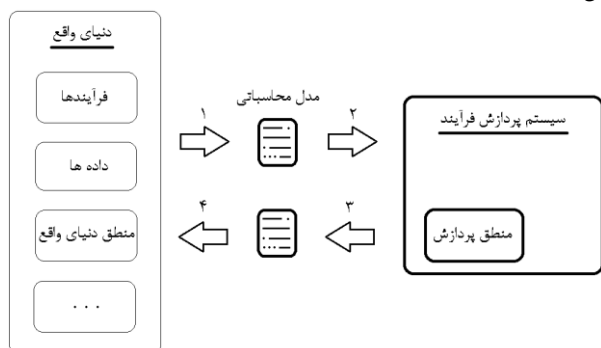 دنیای واقع
فرآیندها
داده ها
منطق دنیای واقع
. . .
مدل محاسباتی
۱
۲
۳
۴
سیستم پردازش فرآیند
منطق پردازش